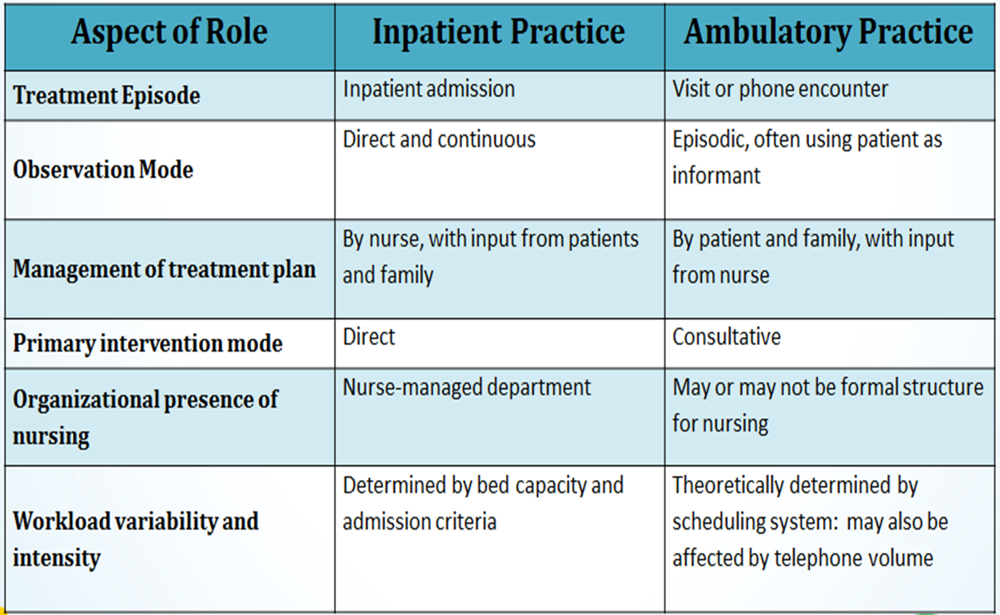 Aspect of Role
Inpatient Practice
Ambulatory Practice
Treatment Episode
Inpatient admission
Visit or phone encounter
Observation Mode
Direct and continuous
Episodic, often using patient as
informant
Management of treatment plan
By nurse, with input from patients
and family
By patient and family, with input
from nurse
Primary intervention mode
Direct
Consultative
Organizational presence of
nursing
Nurse-managed department
May or may not be formal structure
for nursing
Workload variability and
intensity
Determined by bed capacity and
admission criteria
Theoretically determined by
scheduling system: may also be
affected by telephone volume